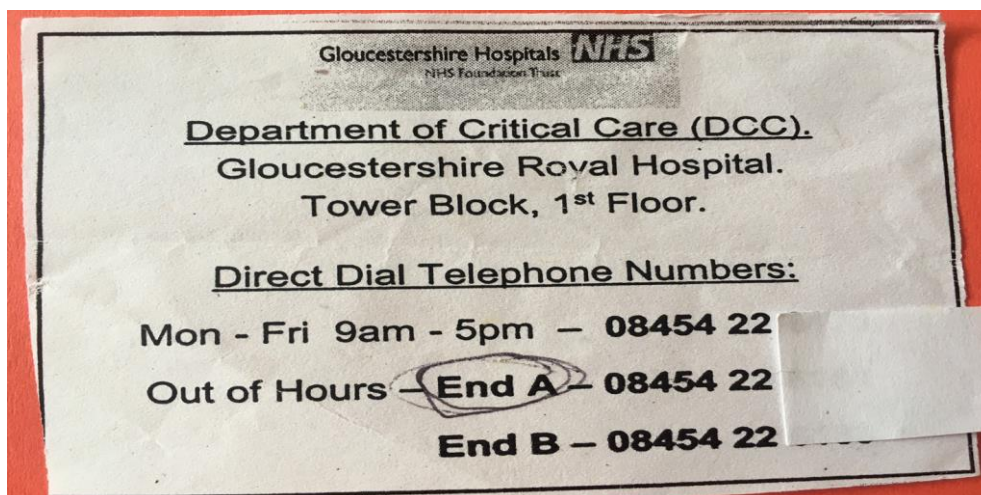 Gloucestershire Hospitals NHS
NHS Foundation Trust
Department of Critical Care (DCC).
Gloucestershire Royal Hospital.
Tower Block, 1st Floor.
Direct Dial Telephone Numbers:
Mon - Fri 9am - 5pm – 08454 22
Out of Hours – End A – 08454 22
End B – 08454 22